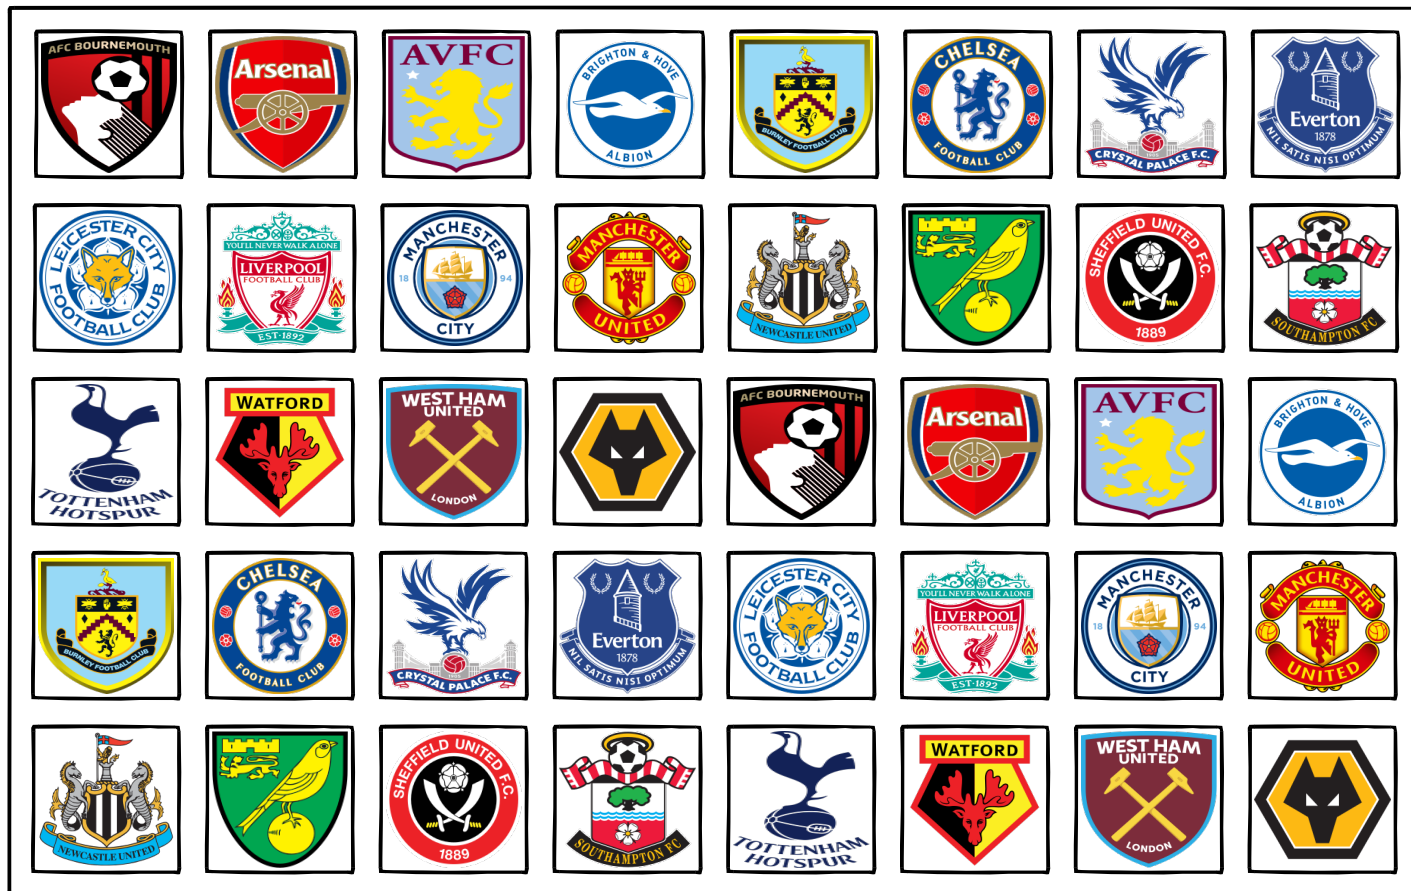 AFC BOURNEMOUTH
Arsenal
AVFC
BRIGHTON & HOVE
ALBION
BURNLEY FOOTBALL CLUB
CHELSEA
FOOTBALL CLUB
CRYSTAL PALACE F.C.
Everton
1878
NIL SATIS NISI OPTIMUM
LEICESTER CITY
FOOTBALL CLUB
YOU'LL NEVER WALK ALONE
LIVERPOOL
FOOTBALL CLUB
EST·1892
MANCHESTER
18 94
CITY
MANCHESTER
UNITED
NEWCASTLE UNITED
SHEFFIELD UNITED F.C.
1889
SOUTHAMPTON FC
TOTTENHAM
HOTSPUR
WATFORD
WEST HAM
UNITED
LONDON
AFC BOURNEMOUTH
Arsenal
AVFC
BRIGHTON & HOVE
ALBION
BURNLEY FOOTBALL CLUB
CHELSEA
FOOTBALL CLUB
CRYSTAL PALACE F.C.
Everton
1878
NIL SATIS NISI OPTIMUM
LEICESTER CITY
FOOTBALL CLUB
YOU'LL NEVER WALK ALONE
LIVERPOOL
FOOTBALL CLUB
EST·1892
MANCHESTER
18 94
CITY
MANCHESTER
UNITED
NEWCASTLE UNITED
SHEFFIELD UNITED F.C.
1889
SOUTHAMPTON FC
TOTTENHAM
HOTSPUR
WATFORD
WEST HAM
UNITED
LONDON